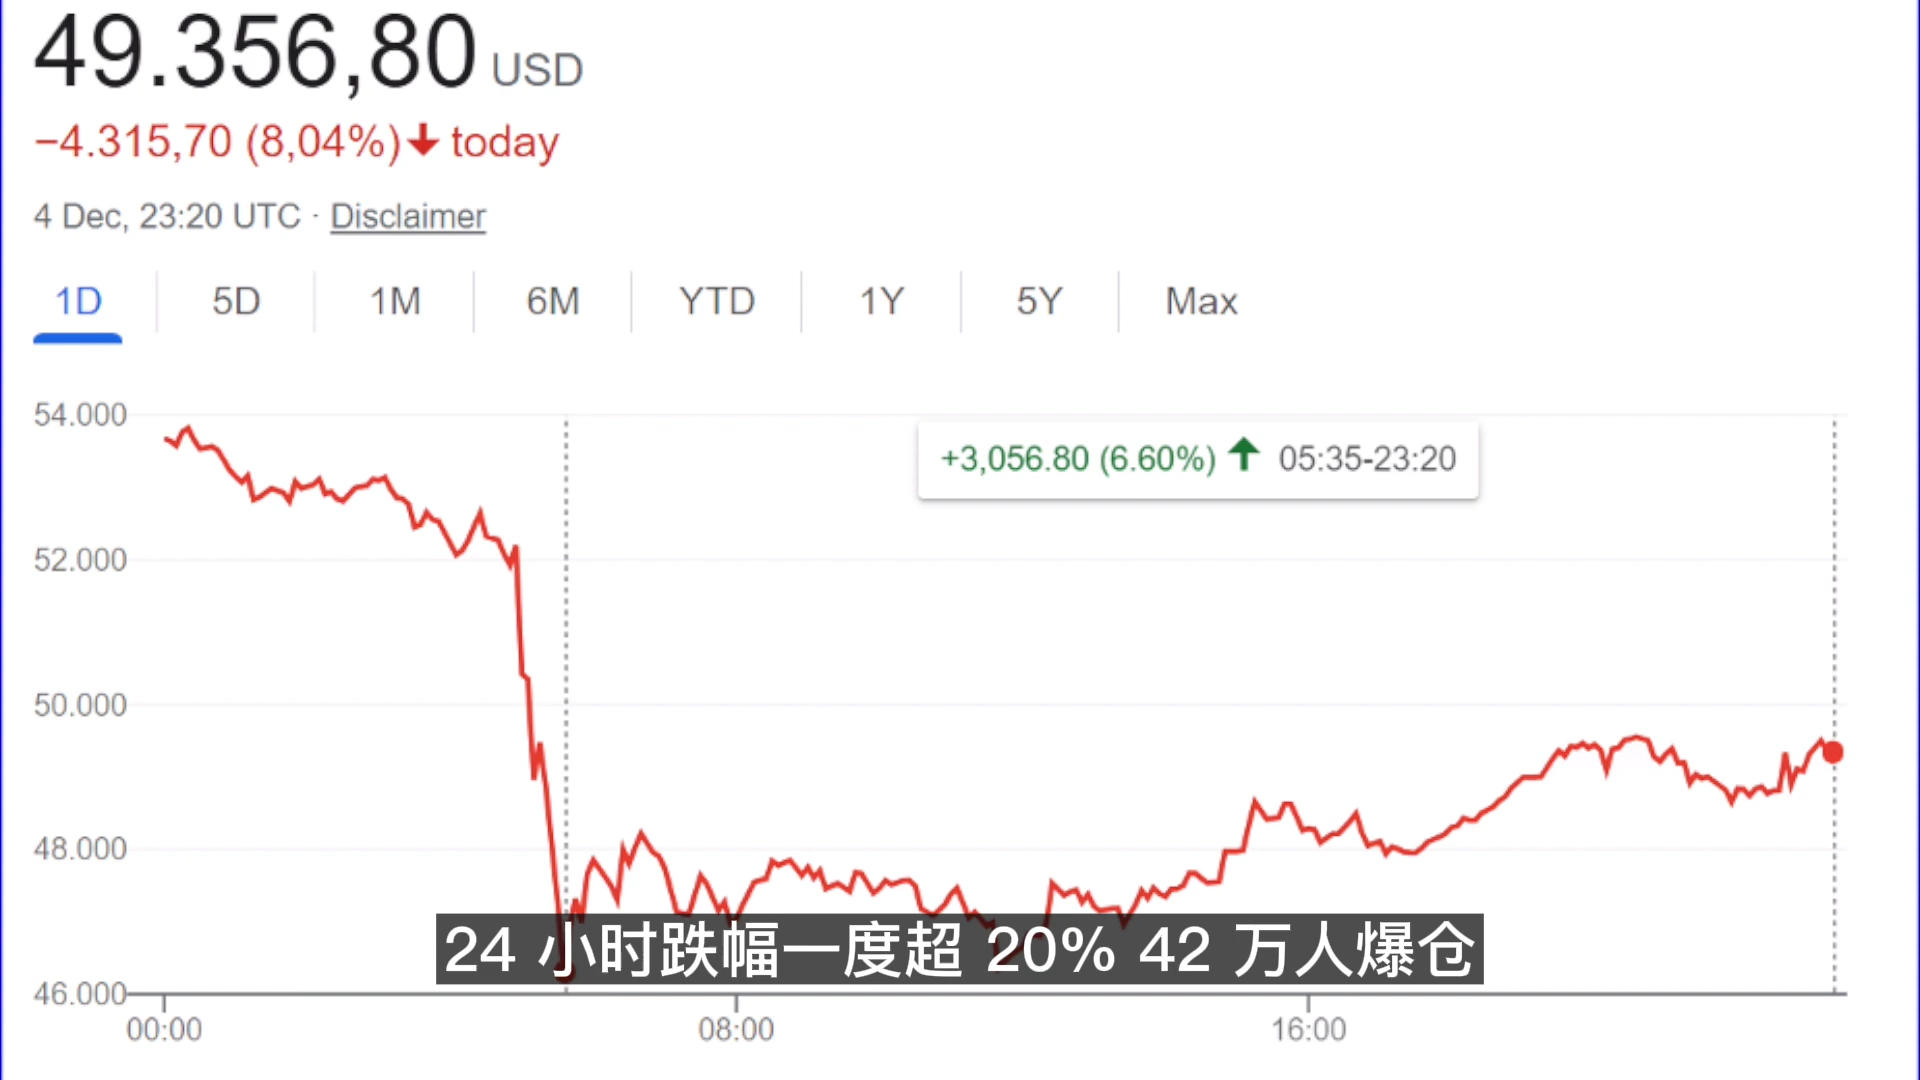 49.356,80 USD
−4.315,70 (8,04%) today
4 Dec, 23:20 UTC · Disclaimer
1D 5D 1M 6M YTD 1Y 5Y Max
+3,056.80 (6.60%) 05:35-23:20
54.000
52.000
50.000
48.000
46.000
24 小时跌幅一度超 20% 42 万人爆仓
00:00 08:00 16:00